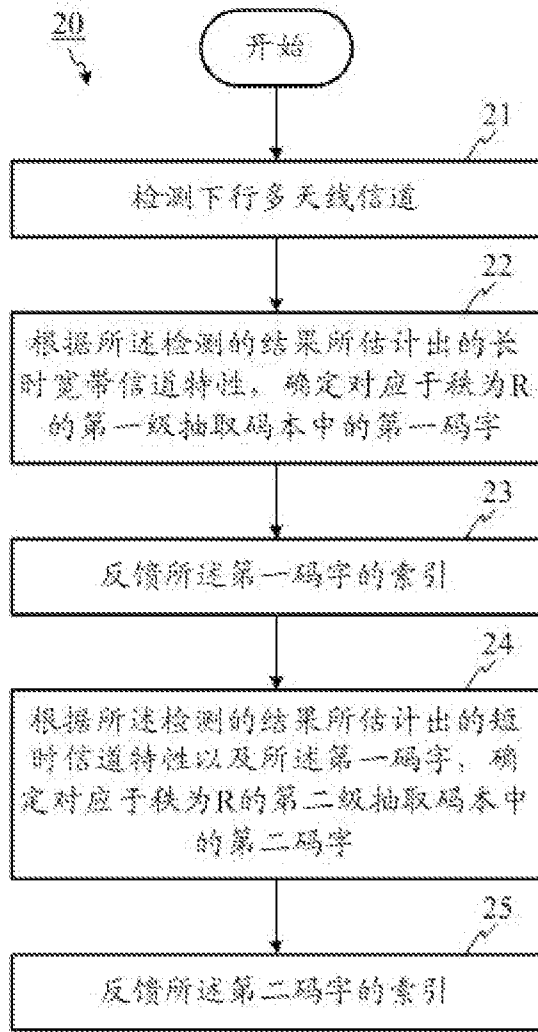 20
开始
21
检测下行多天线信道
22
根据所述检测的结果所估计出的长
时宽带信道特性，确定对应于秩为R
的第一级抽取码本中的第一码字
23
反馈所述第一码字的索引
24
根据所述检测的结果所估计出的短
时信道特性以及所述第一码字，确
定对应于秩为R的第二级抽取码本中
的第二码字
25
反馈所述第二码字的索引